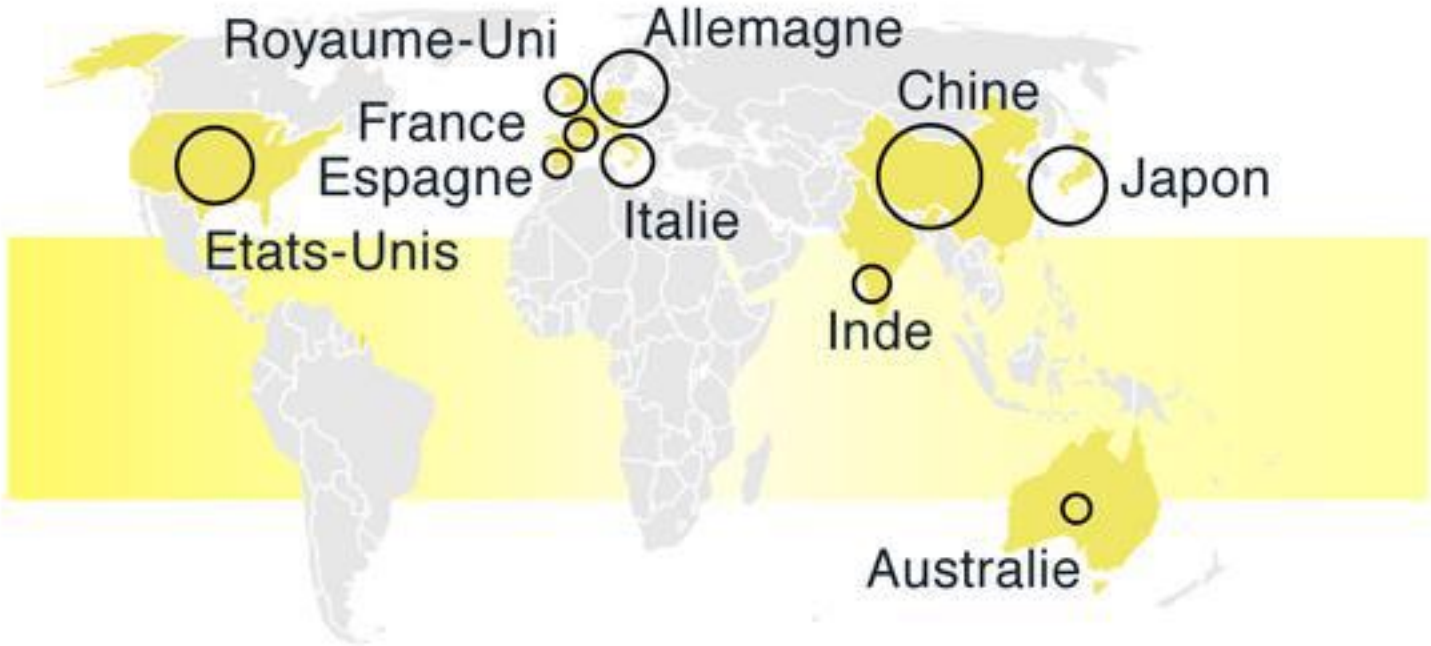 Royaume-Uni
Allemagne
Chine
France
Espagne
Japon
Italie
Etats-Unis
Inde
Australie